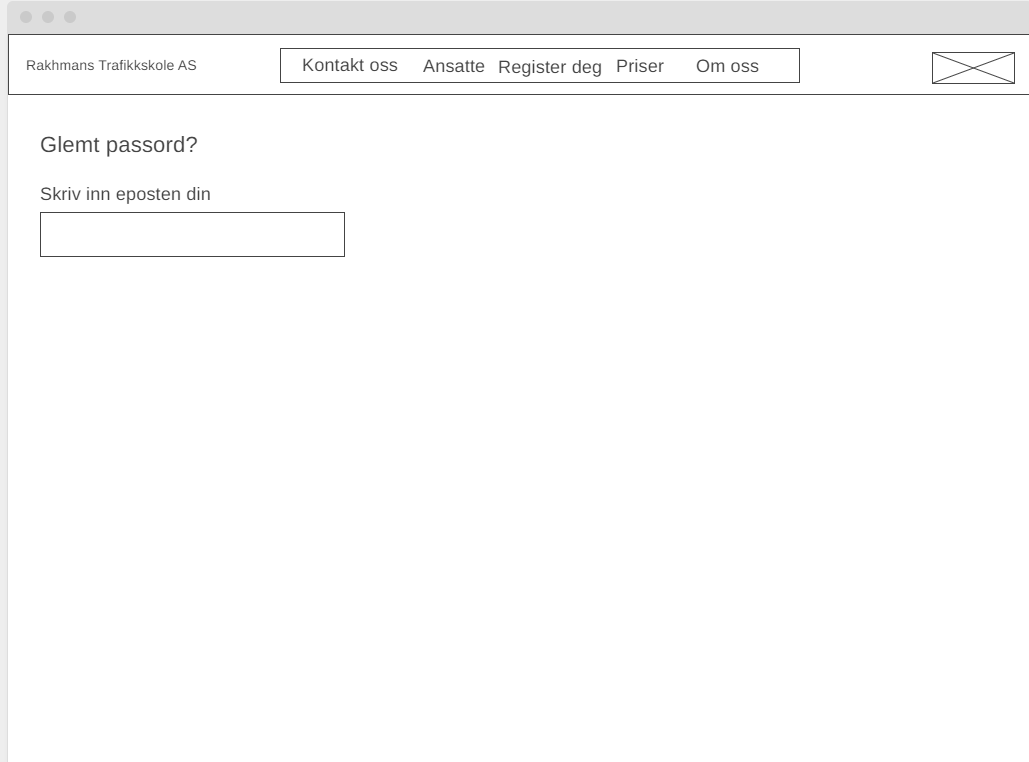 Rakhmans Trafikkskole AS
Kontakt oss Ansatte Register deg Priser Om oss
Glemt passord?
Skriv inn eposten din